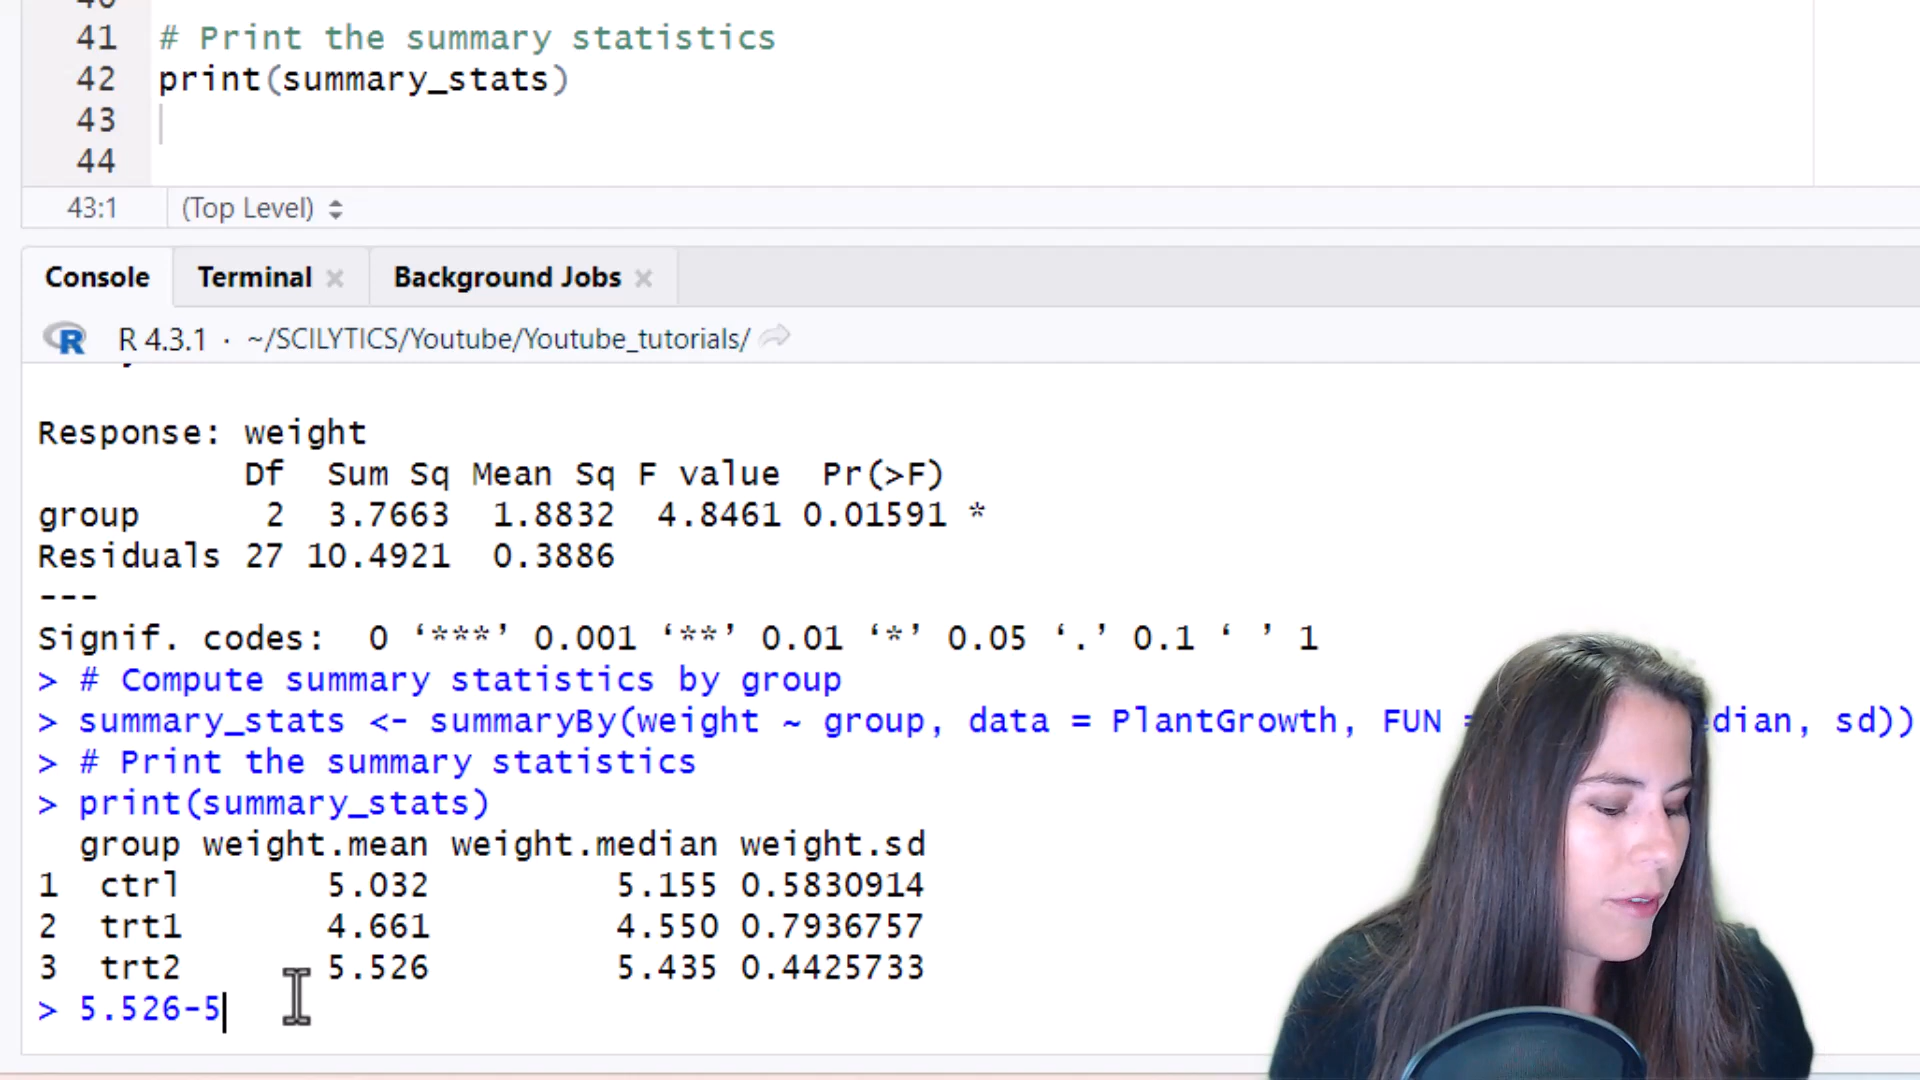 41 # Print the summary statistics
42 print(summary_stats)
43
44
43:1 (Top Level)
Console Terminal Background Jobs
R 4.3.1 · ~/SCILYTICS/Youtube/Youtube_tutorials/
Response: weight
Df Sum Sq Mean Sq F value Pr(>F)
group 2 3.7663 1.8832 4.8461 0.01591 *
Residuals 27 10.4921 0.3886
---
Signif. codes: 0 ‘***’ 0.001 ‘**’ 0.01 ‘*’ 0.05 ‘.’ 0.1 ‘ ’ 1
> # Compute summary statistics by group
> summary_stats <- summaryBy(weight ~ group, data = PlantGrowth, FUN = sd))
> # Print the summary statistics
> print(summary_stats)
group weight.mean weight.median weight.sd
1 ctrl 5.032 5.155 0.5830914
2 trt1 4.661 4.550 0.7936757
3 trt2 5.526 5.435 0.4425733
> 5.526-5